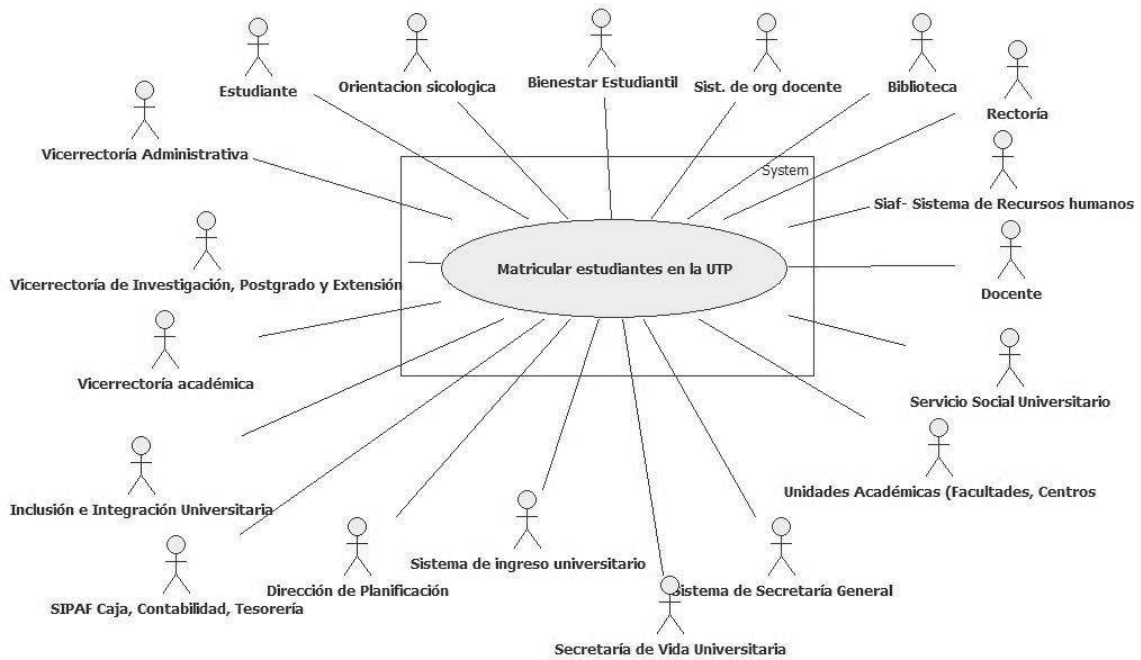 Estudiante
Orientacion sicologica
Bienestar Estudiantil
Sist. de org docente
Biblioteca
Rectoría
Vicerrectoría Administrativa
System
Siaf- Sistema de Recursos humanos
Matricular estudiantes en la UTP
Vicerrectoría de Investigación, Postgrado y Extensión
Docente
Vicerrectoría académica
Servicio Social Universitario
Unidades Académicas (Facultades, Centros
Inclusión e Integración Universitaria
Sistema de ingreso universitario
Dirección de Planificación
Sistema de Secretaría General
SIPAF Caja, Contabilidad, Tesorería
Secretaría de Vida Universitaria